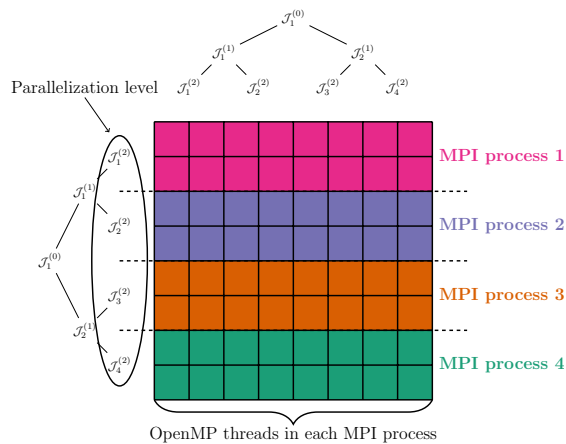 𝒥₁⁽⁰⁾
𝒥₁⁽¹⁾ 𝒥₂⁽¹⁾
𝒥₁⁽²⁾ 𝒥₂⁽²⁾ 𝒥₃⁽²⁾ 𝒥₄⁽²⁾
Parallelization level
𝒥₁⁽²⁾
MPI process 1
𝒥₁⁽¹⁾
𝒥₂⁽²⁾
MPI process 2
𝒥₁⁽⁰⁾
𝒥₃⁽²⁾
MPI process 3
𝒥₂⁽¹⁾
𝒥₄⁽²⁾
MPI process 4
OpenMP threads in each MPI process